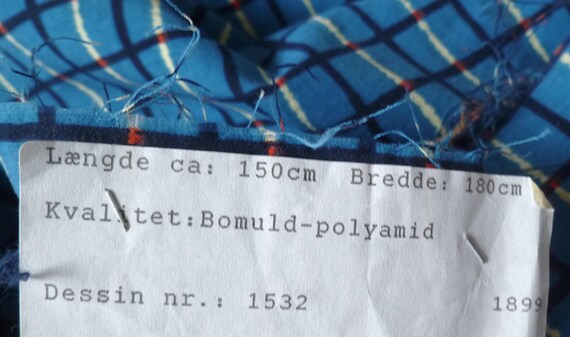 Længde ca: 150cm Bredde: 180cm
Kvalitet:Bomuld-polyamid
Dessin nr.: 1532 1899